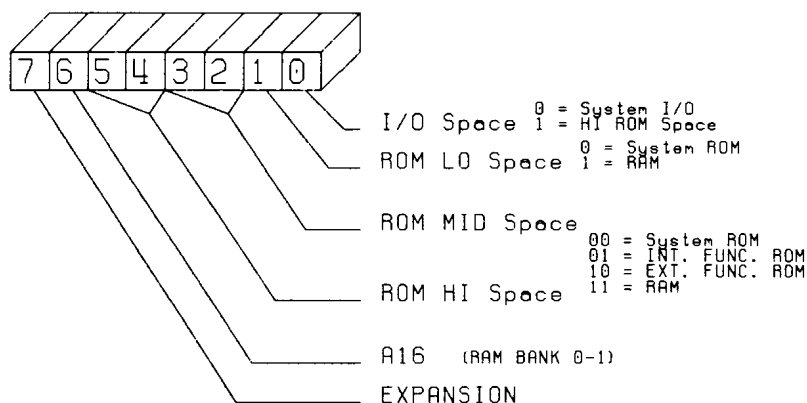 7 6 5 4 3 2 1 0
I/O Space 0 = System I/O
1 = HI ROM Space
ROM LO Space 0 = System ROM
1 = RAM
ROM MID Space
00 = System ROM
01 = INT. FUNC. ROM
10 = EXT. FUNC. ROM
ROM HI Space 11 = RAM
A16 (RAM BANK 0-1)
EXPANSION